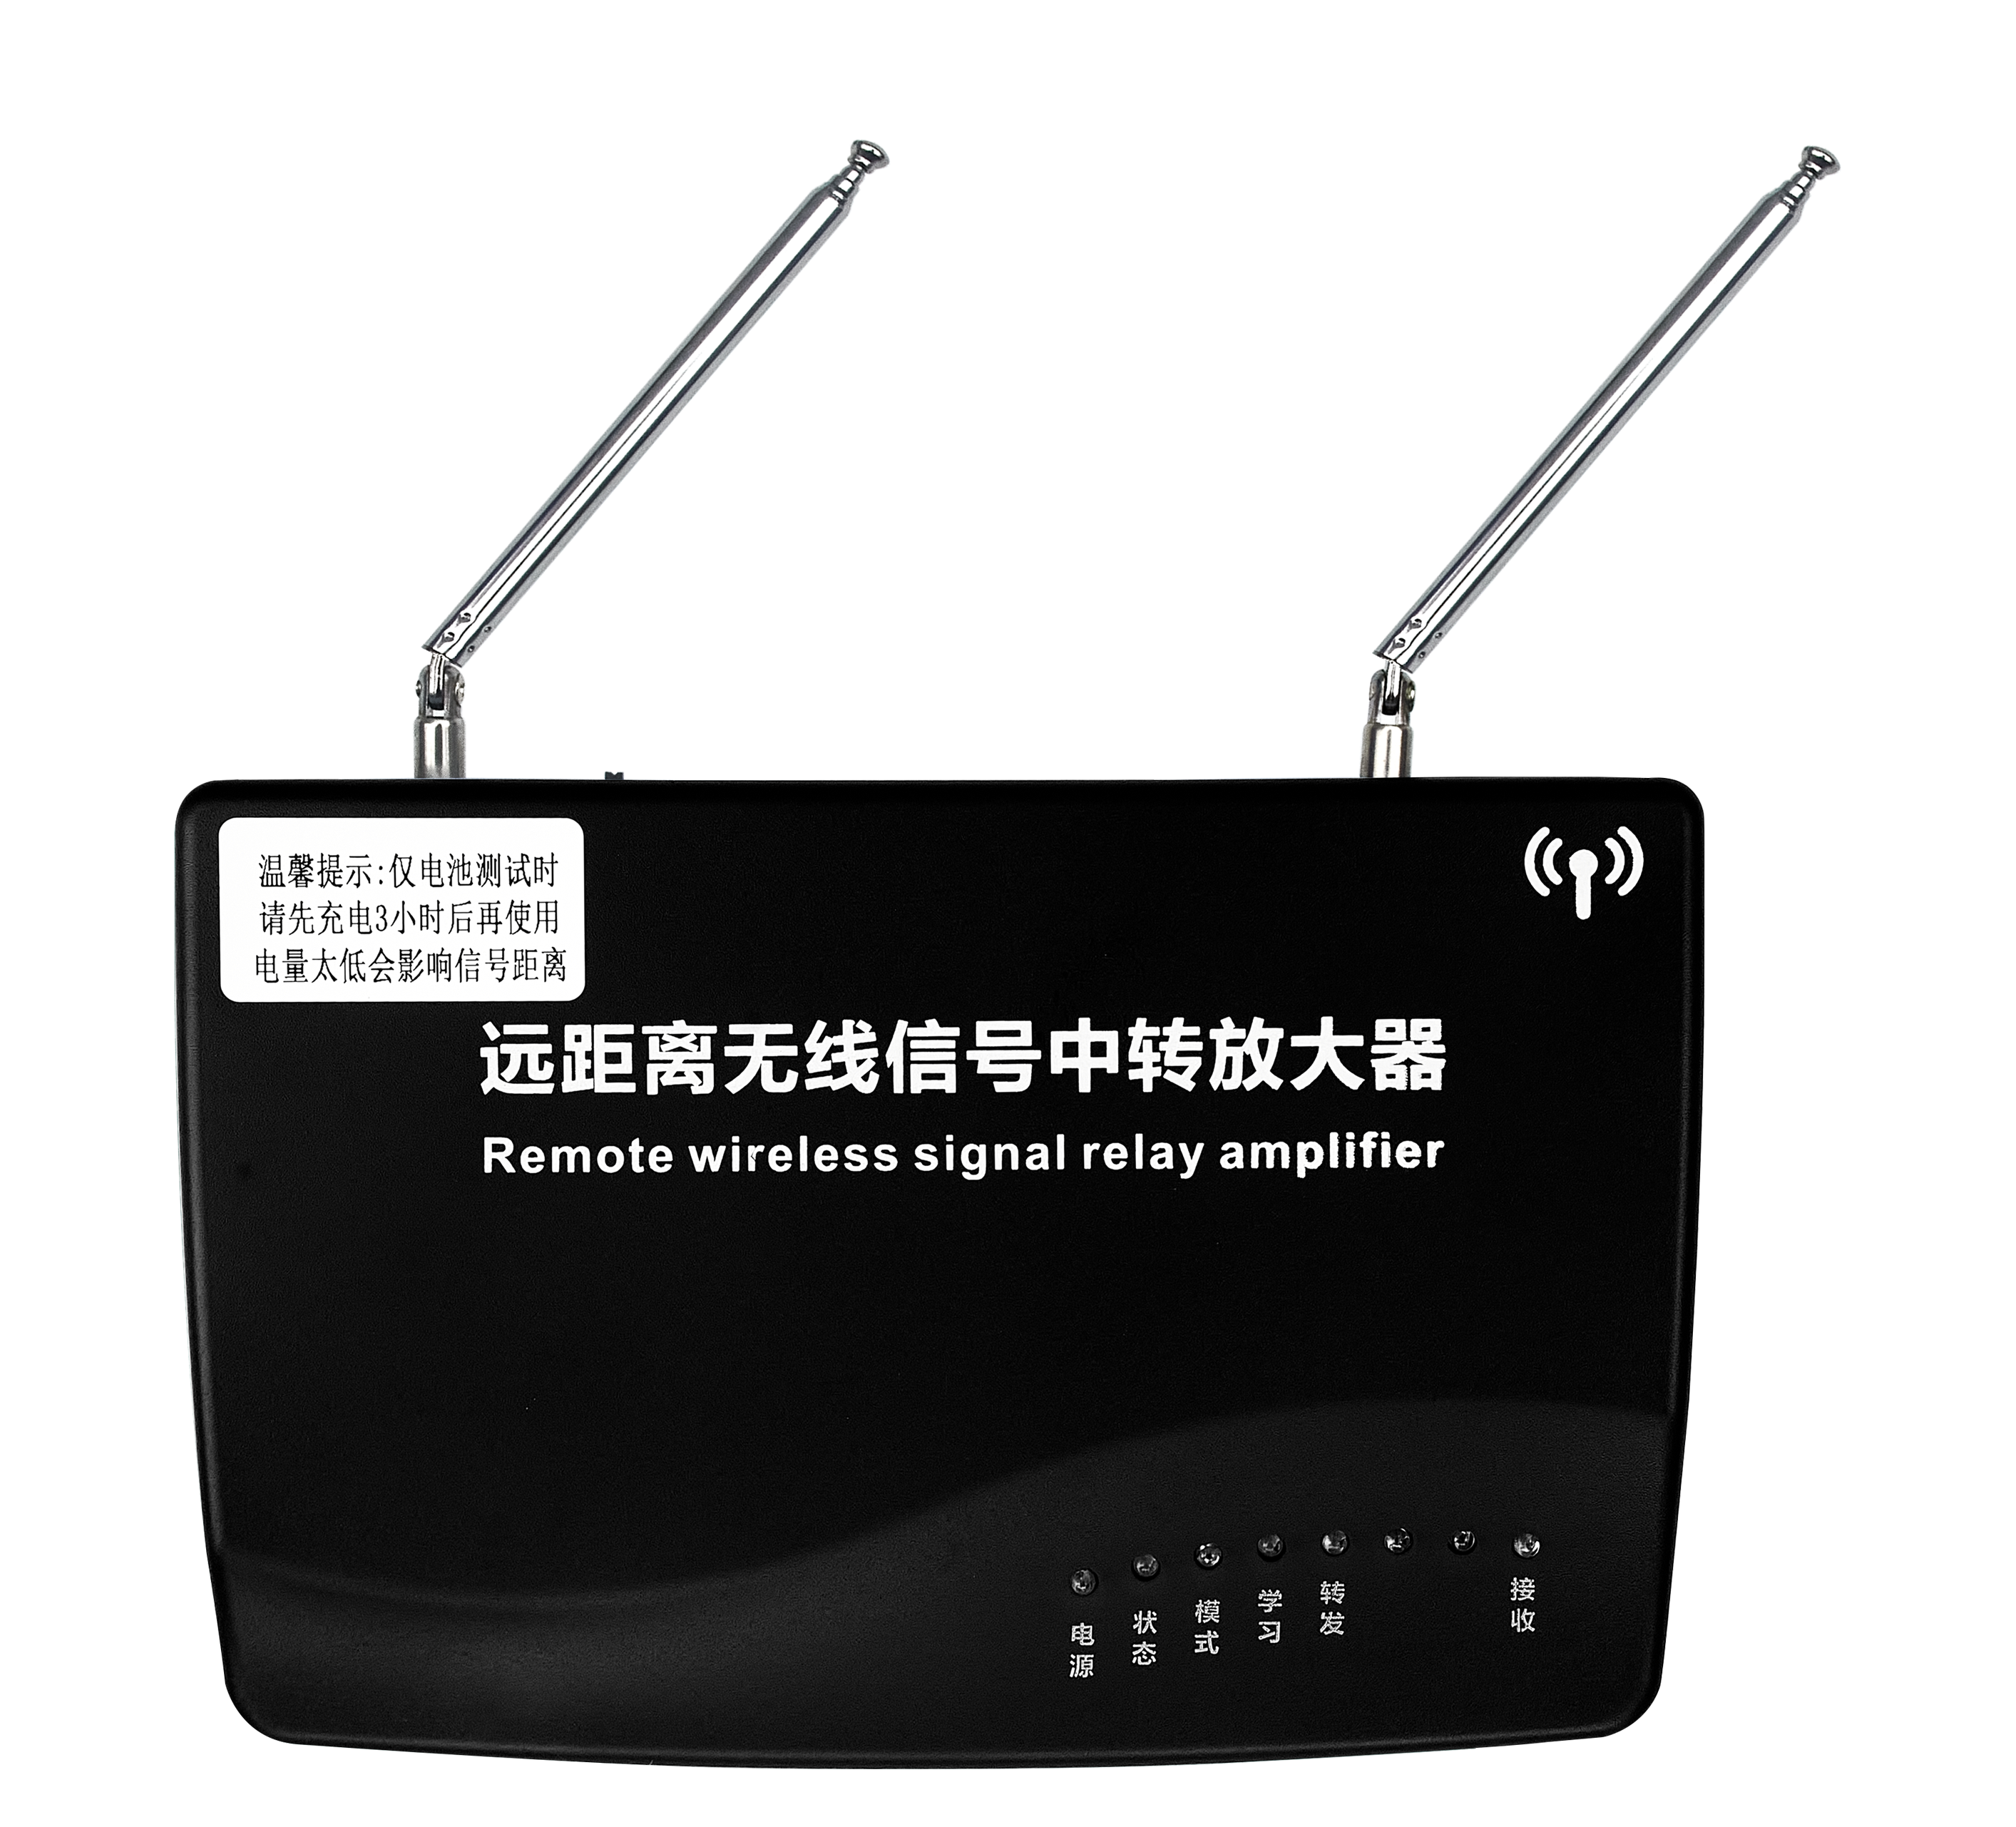 温馨提示:仅电池测试时
请先充电3小时后再使用
电量太低会影响信号距离
远距离无线信号中转放大器
Remote wireless signal relay amplifier
电源
状态
模式
学习
转发
接收